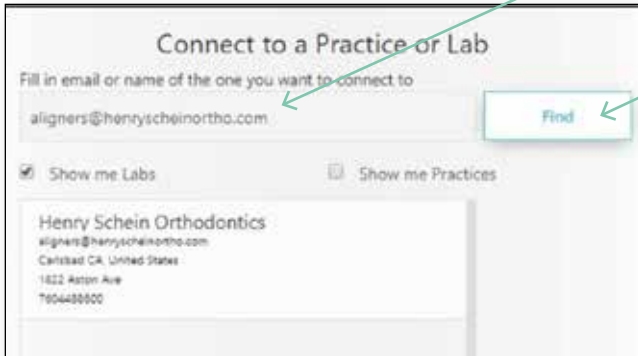 Connect to a Practice or Lab
Fill in email or name of the one you want to connect to
aligners@henryscheinortho.com
Find
Show me Labs
Show me Practices
Henry Schein Orthodontics
aligners@henryscheinortho.com
Carlsbad CA, United States
1822 Aston Ave
7604488600